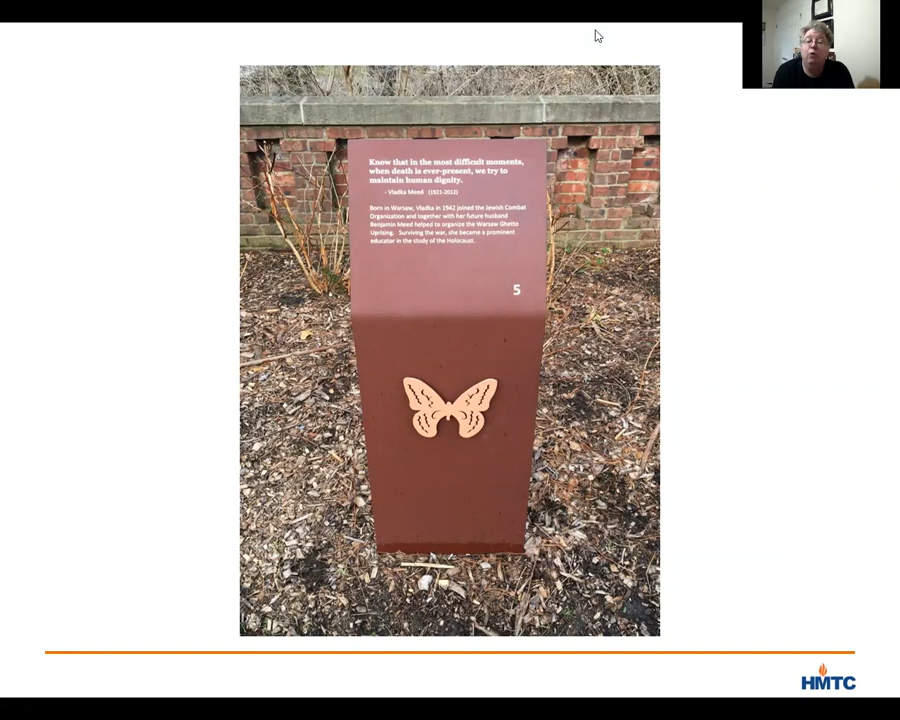 Know that in the most difficult moments,
when death is ever-present, we try to
maintain human dignity.
- Vladka Meed (1921-2012)
Born in Warsaw, Vladka in 1942 joined the Jewish Combat
Organization and together with her future husband
Benjamin Meed helped to organize the Warsaw Ghetto
Uprising. Surviving the war, she became a prominent
educator in the study of the Holocaust.
5
HMTC